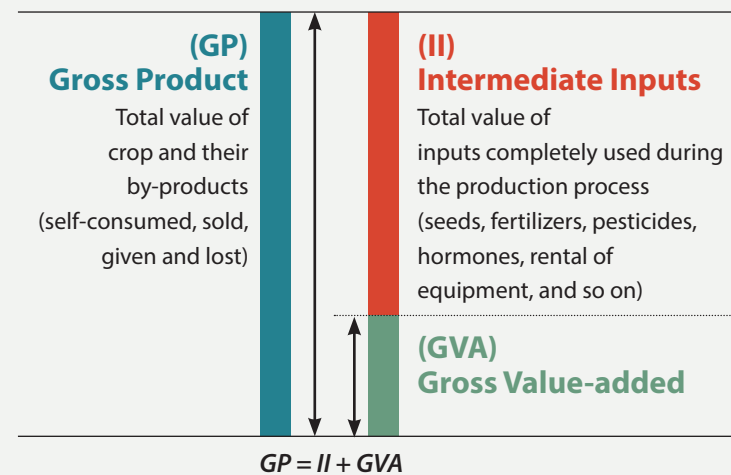 (GP)
Gross Product
Total value of
crop and their
by-products
(self-consumed, sold,
given and lost)
(II)
Intermediate Inputs
Total value of
inputs completely used during
the production process
(seeds, fertilizers, pesticides,
hormones, rental of
equipment, and so on)
(GVA)
Gross Value-added
GP = II + GVA